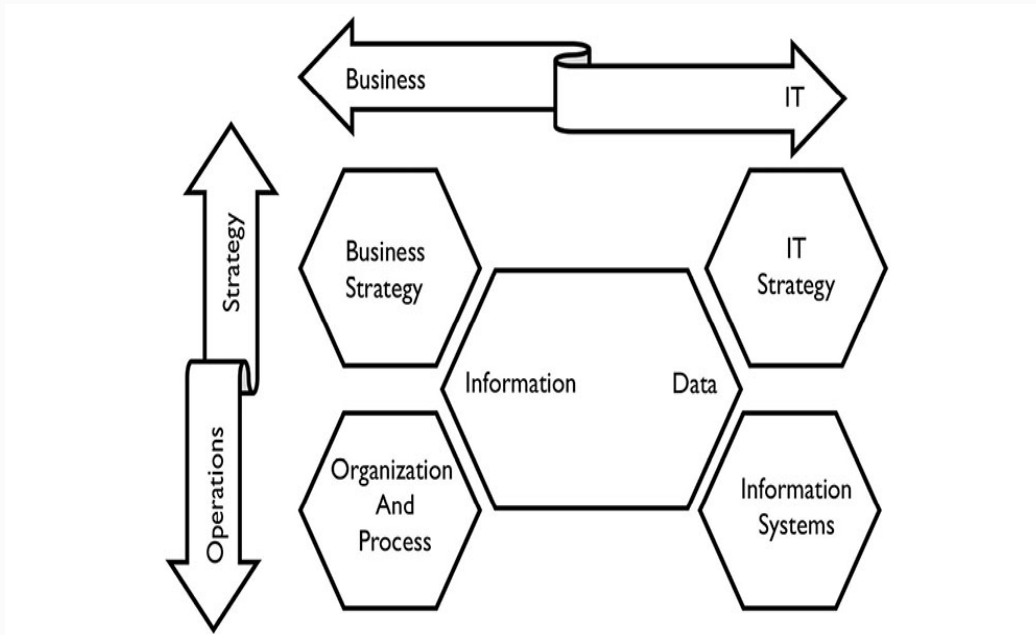 Business
IT
Strategy
Operations
Business
Strategy
IT
Strategy
Information
Data
Organization
And
Process
Information
Systems